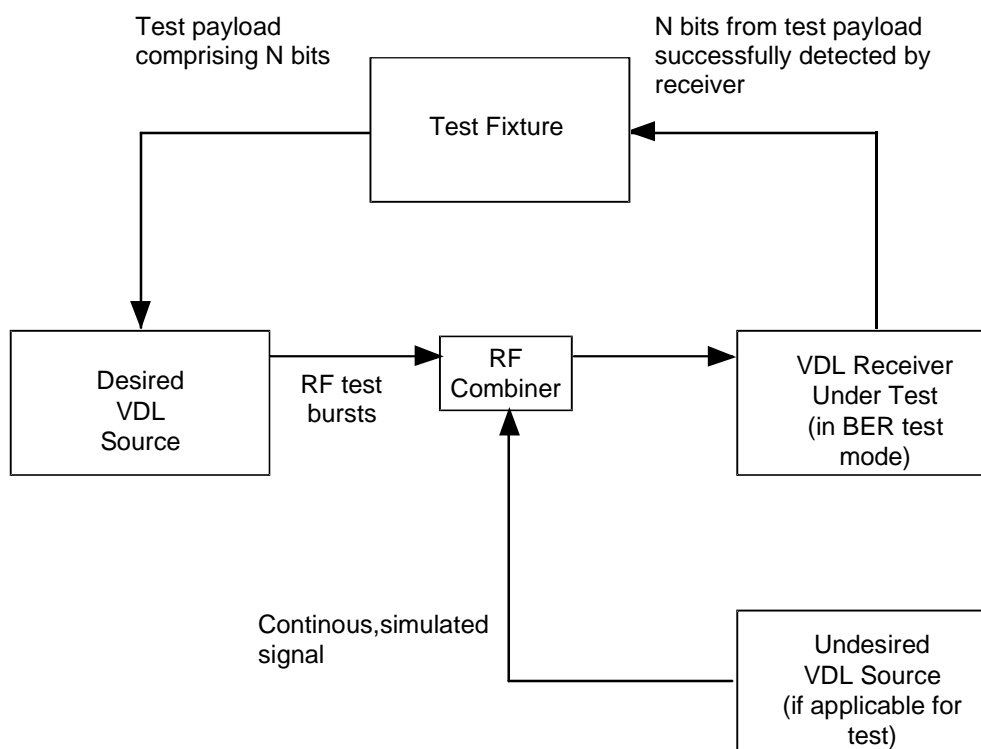 Test payload
comprising N bits
N bits from test payload
successfully detected by
receiver
Test Fixture
Desired
VDL
Source
RF test
bursts
RF
Combiner
VDL Receiver
Under Test
(in BER test
mode)
Continous,simulated
signal
Undesired
VDL Source
(if applicable for
test)